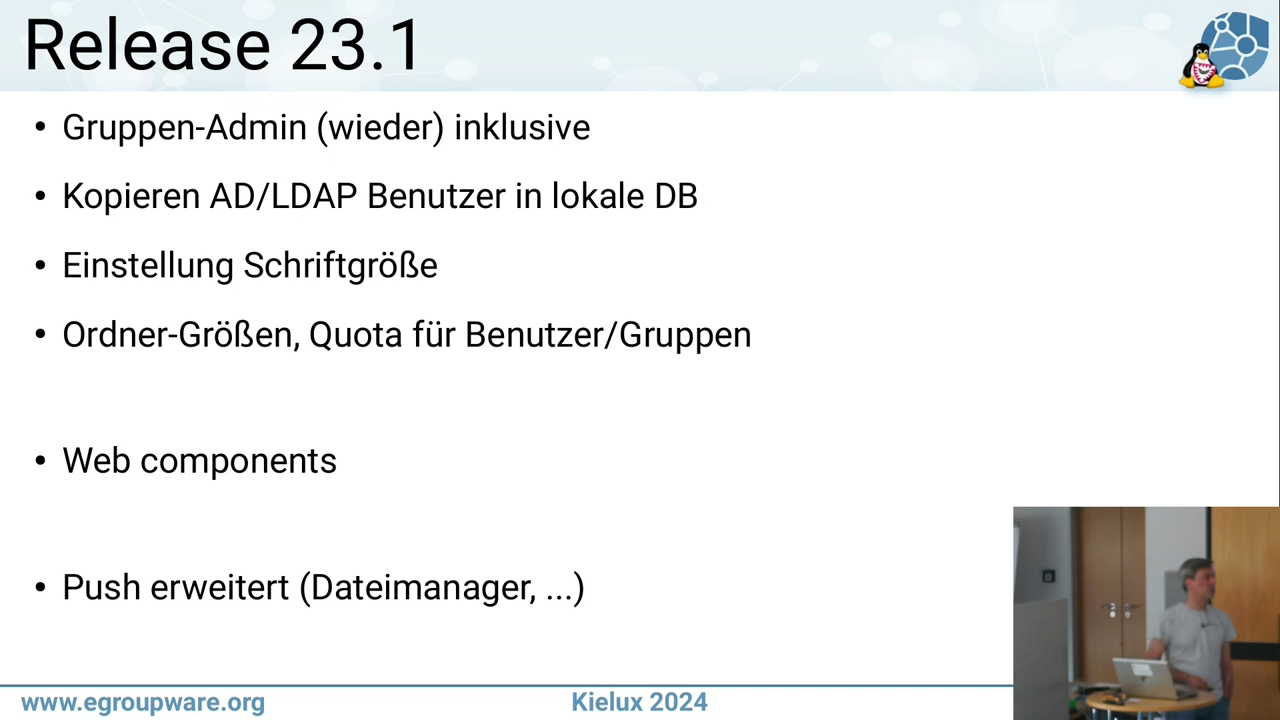 Release 23.1
• Gruppen-Admin (wieder) inklusive
• Kopieren AD/LDAP Benutzer in lokale DB
• Einstellung Schriftgröße
• Ordner-Größen, Quota für Benutzer/Gruppen
• Web components
• Push erweitert (Dateimanager, ...)
www.egroupware.org
Kielux 2024